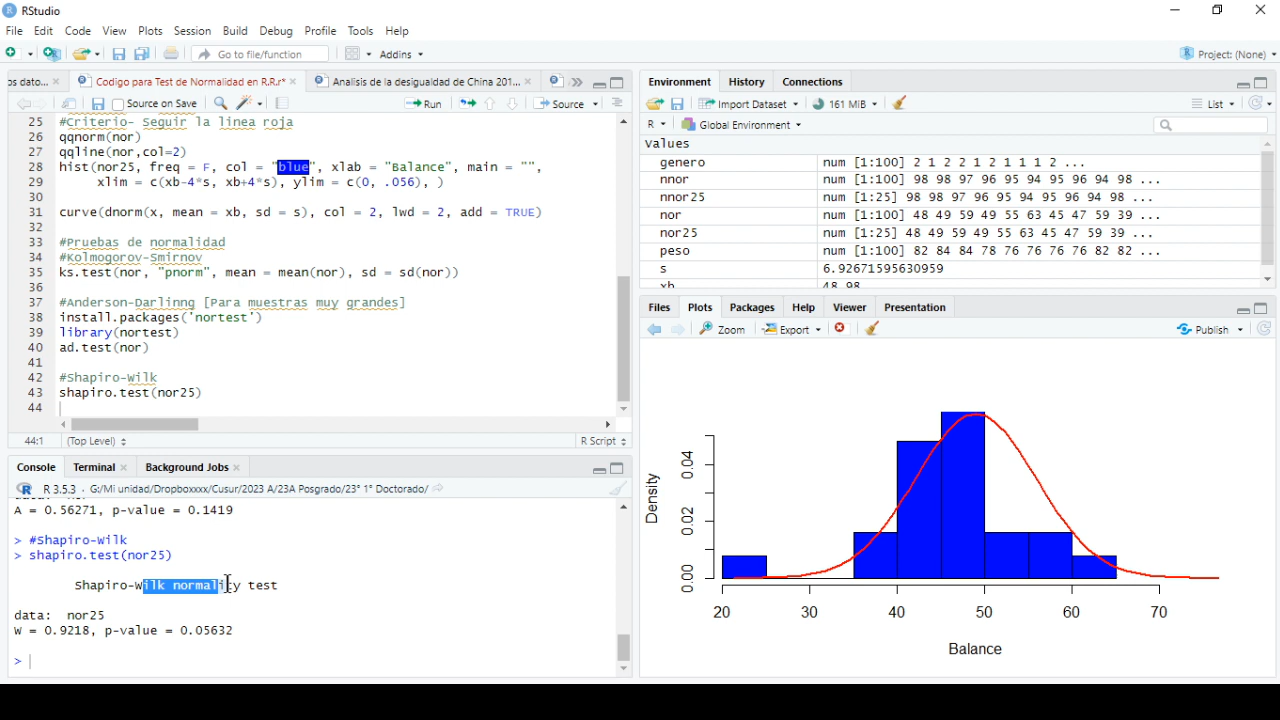 RStudio
File Edit Code View Plots Session Build Debug Profile Tools Help
Go to file/function Addins Project: (None)
os dato... Codigo para Test de Normalidad en R.R.r* Analisis de la desigualdad de China 201...
Source on Save Run Source
25 #Criterio- Seguir la linea roja
26 qqnorm(nor)
27 qqline(nor,col=2)
28 hist(nor25, freq = F, col = "blue", xlab = "Balance", main = "",
29 xlim = c(xb-4*s, xb+4*s), ylim = c(0, .056), )
30
31 curve(dnorm(x, mean = xb, sd = s), col = 2, lwd = 2, add = TRUE)
32
33 #Pruebas de normalidad
34 #Kolmogorov-Smirnov
35 ks.test(nor, "pnorm", mean = mean(nor), sd = sd(nor))
36
37 #Anderson-Darlinng [Para muestras muy grandes]
38 install.packages('nortest')
39 library(nortest)
40 ad.test(nor)
41
42 #Shapiro-Wilk
43 shapiro.test(nor25)
44
44:1 (Top Level) R Script
Console Terminal Background Jobs
R 3.5.3 · G:/Mi unidad/Dropboxxxx/Cusur/2023 A/23A Posgrado/23° 1° Doctorado/
A = 0.56271, p-value = 0.1419
> #Shapiro-Wilk
> shapiro.test(nor25)
Shapiro-Wilk normality test
data: nor25
W = 0.9218, p-value = 0.05632
>
Environment History Connections
Import Dataset 161 MiB List
R Global Environment
Values
genero num [1:100] 2 1 2 2 1 2 1 1 1 2 ...
nnor num [1:100] 98 98 97 96 95 94 95 96 94 98 ...
nnor25 num [1:25] 98 98 97 96 95 94 95 96 94 98 ...
nor num [1:100] 48 49 59 49 55 63 45 47 59 39 ...
nor25 num [1:25] 48 49 59 49 55 63 45 47 59 39 ...
peso num [1:100] 82 84 84 78 76 76 76 76 82 82 ...
s 6.92671595630959
xb 48.98
Files Plots Packages Help Viewer Presentation
Zoom Export Publish
Density
0.00 0.02 0.04
20 30 40 50 60 70
Balance